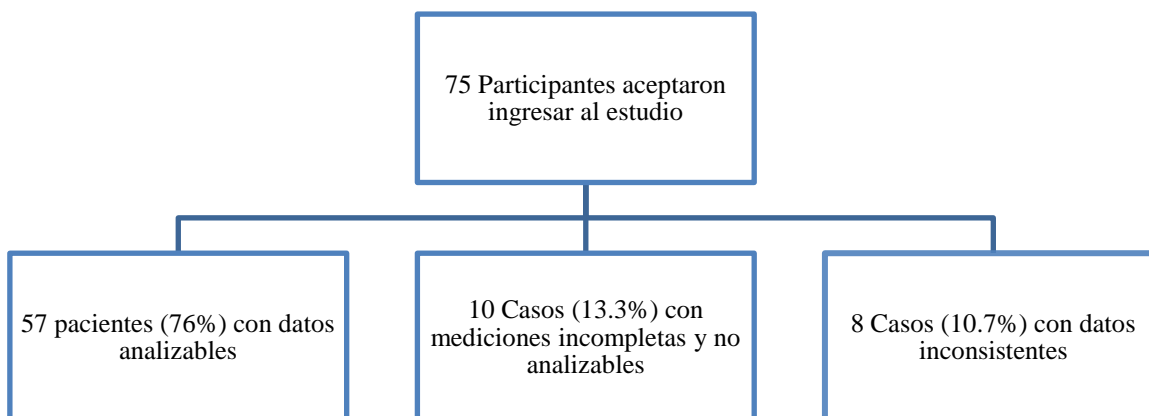 75 Participantes aceptaron
ingresar al estudio
57 pacientes (76%) con datos
analizables
10 Casos (13.3%) con
mediciones incompletas y no
analizables
8 Casos (10.7%) con datos
inconsistentes